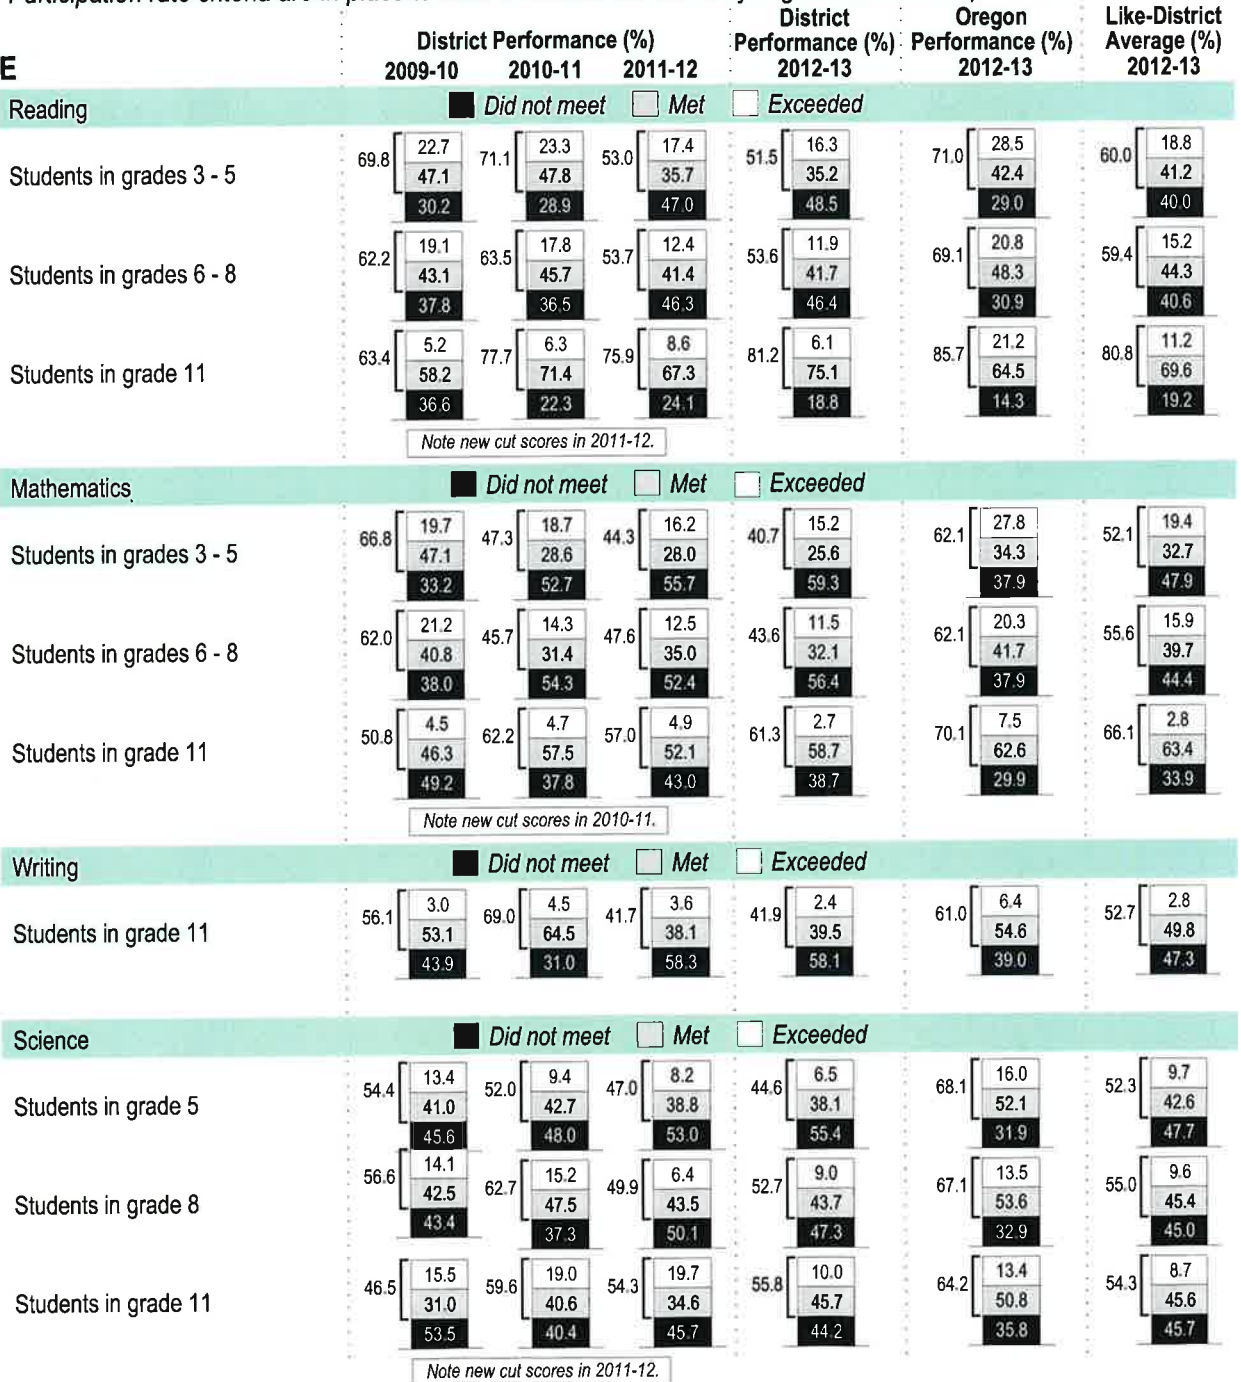 District Oregon Like-District
District Performance (%) Performance (%) Performance (%) Average (%)
E 2009-10 2010-11 2011-12 2012-13 2012-13 2012-13
Reading Did not meet Met Exceeded
22.7 23.3 17.4 16.3 28.5 18.8
Students in grades 3 - 5 69.8 47.1 71.1 47.8 53.0 35.7 51.5 35.2 71.0 42.4 60.0 41.2
30.2 28.9 47.0 48.5 29.0 40.0
19.1 17.8 12.4 11.9 20.8 15.2
Students in grades 6 - 8 62.2 43.1 63.5 45.7 53.7 41.4 53.6 41.7 69.1 48.3 59.4 44.3
37.8 36.5 46.3 46.4 30.9 40.6
5.2 6.3 8.6 6.1 21.2 11.2
Students in grade 11 63.4 58.2 77.7 71.4 75.9 67.3 81.2 75.1 85.7 64.5 80.8 69.6
36.6 22.3 24.1 18.8 14.3 19.2
Note new cut scores in 2011-12.
Mathematics Did not meet Met Exceeded
19.7 18.7 16.2 15.2 27.8 19.4
Students in grades 3 - 5 66.8 47.1 47.3 28.6 44.3 28.0 40.7 25.6 62.1 34.3 52.1 32.7
33.2 52.7 55.7 59.3 37.9 47.9
21.2 14.3 12.5 11.5 20.3 15.9
Students in grades 6 - 8 62.0 40.8 45.7 31.4 47.6 35.0 43.6 32.1 62.1 41.7 55.6 39.7
38.0 54.3 52.4 56.4 37.9 44.4
4.5 4.7 4.9 2.7 7.5 2.8
Students in grade 11 50.8 46.3 62.2 57.5 57.0 52.1 61.3 58.7 70.1 62.6 66.1 63.4
49.2 37.8 43.0 38.7 29.9 33.9
Note new cut scores in 2010-11.
Writing Did not meet Met Exceeded
3.0 4.5 3.6 2.4 6.4 2.8
Students in grade 11 56.1 53.1 69.0 64.5 41.7 38.1 41.9 39.5 61.0 54.6 52.7 49.8
43.9 31.0 58.3 58.1 39.0 47.3
Science Did not meet Met Exceeded
13.4 9.4 8.2 6.5 16.0 9.7
Students in grade 5 54.4 41.0 52.0 42.7 47.0 38.8 44.6 38.1 68.1 52.1 52.3 42.6
45.6 48.0 53.0 55.4 31.9 47.7
14.1 15.2 6.4 9.0 13.5 9.6
Students in grade 8 56.6 42.5 62.7 47.5 49.9 43.5 52.7 43.7 67.1 53.6 55.0 45.4
43.4 37.3 50.1 47.3 32.9 45.0
15.5 19.0 19.7 10.0 13.4 8.7
Students in grade 11 46.5 31.0 59.6 40.6 54.3 34.6 55.8 45.7 64.2 50.8 54.3 45.6
53.5 40.4 45.7 44.2 35.8 45.7
Note new cut scores in 2011-12.